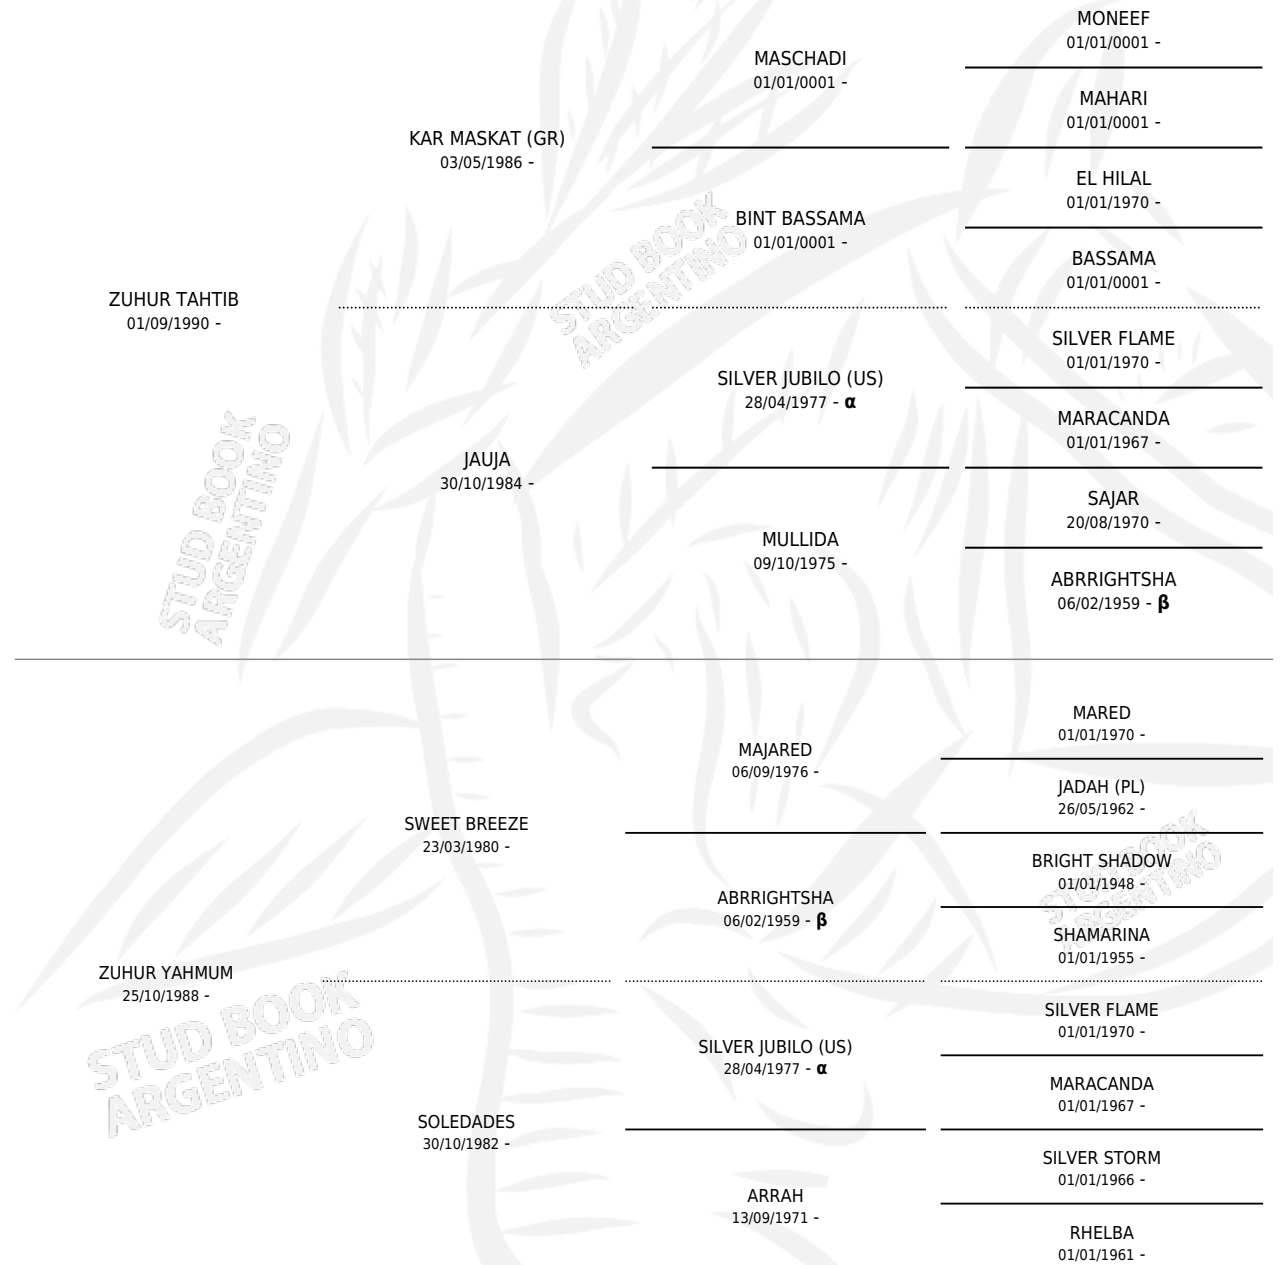 MONEEF
01/01/0001 -
MASCHADI
01/01/0001 -
MAHARI
01/01/0001 -
KAR MASKAT (GR)
03/05/1986 -
EL HILAL
01/01/1970 -
BINT BASSAMA
01/01/0001 -
BASSAMA
01/01/0001 -
ZUHUR TAHTIB
01/09/1990 -
SILVER FLAME
01/01/1970 -
SILVER JUBILO (US)
28/04/1977 - α
MARACANDA
01/01/1967 -
JAUJA
30/10/1984 -
SAJAR
20/08/1970 -
MULLIDA
09/10/1975 -
ABRRIGHTSHA
06/02/1959 - β
MARED
01/01/1970 -
MAJARED
06/09/1976 -
JADAH (PL)
26/05/1962 -
SWEET BREEZE
23/03/1980 -
BRIGHT SHADOW
01/01/1948 -
ABRRIGHTSHA
06/02/1959 - β
SHAMARINA
01/01/1955 -
ZUHUR YAHMUM
25/10/1988 -
SILVER FLAME
01/01/1970 -
SILVER JUBILO (US)
28/04/1977 - α
MARACANDA
01/01/1967 -
SOLEDADES
30/10/1982 -
SILVER STORM
01/01/1966 -
ARRAH
13/09/1971 -
RHELBA
01/01/1961 -
STUD BOOK
ARGENTINO
STUD BOOK
ARGENTINO
STUD BOOK
ARGENTINO
STUD BOOK
ARGENTINO